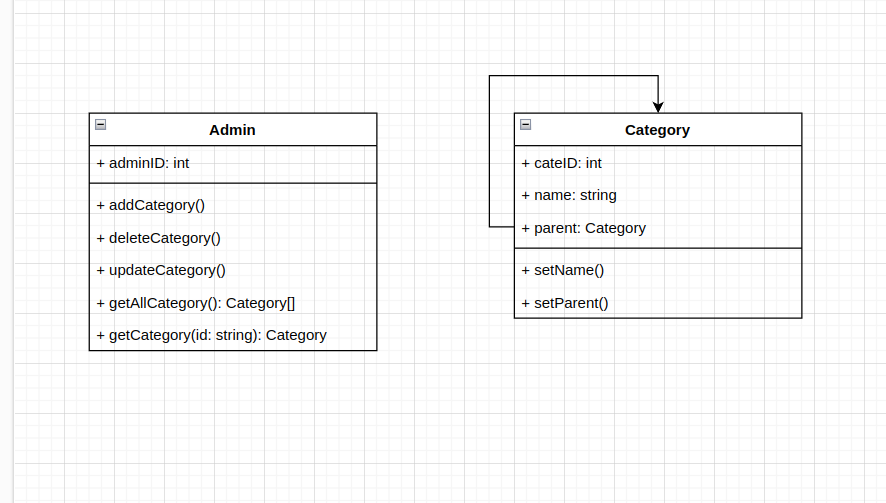 Admin
+ adminID: int
+ addCategory()
+ deleteCategory()
+ updateCategory()
+ getAllCategory(): Category[]
+ getCategory(id: string): Category
Category
+ cateID: int
+ name: string
+ parent: Category
+ setName()
+ setParent()